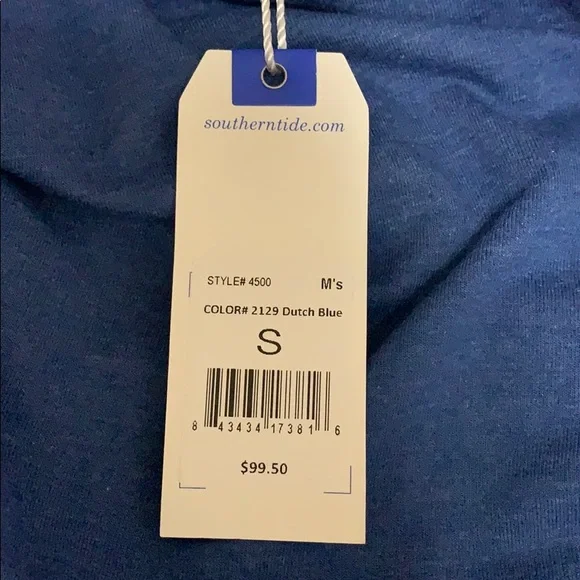 southerntide.com
STYLE# 4500 M's
COLOR# 2129 Dutch Blue
S
8 43434 17381 6
$99.50